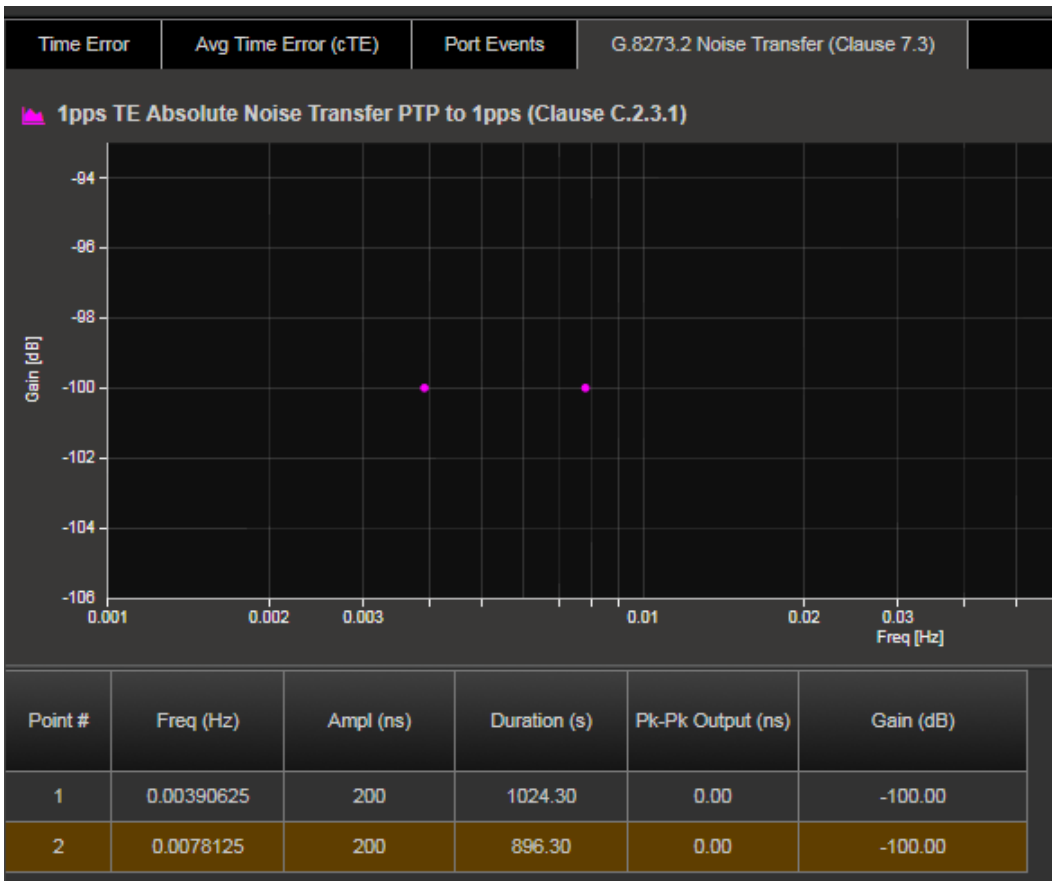 Time Error Avg Time Error (cTE) Port Events G.8273.2 Noise Transfer (Clause 7.3)
1pps TE Absolute Noise Transfer PTP to 1pps (Clause C.2.3.1)
-94
-96
-98
Gain [dB]
-100
-102
-104
-106
0.001 0.002 0.003 0.01 0.02 0.03
Freq [Hz]
Point # Freq (Hz) Ampl (ns) Duration (s) Pk-Pk Output (ns) Gain (dB)
1 0.00390625 200 1024.30 0.00 -100.00
2 0.0078125 200 896.30 0.00 -100.00